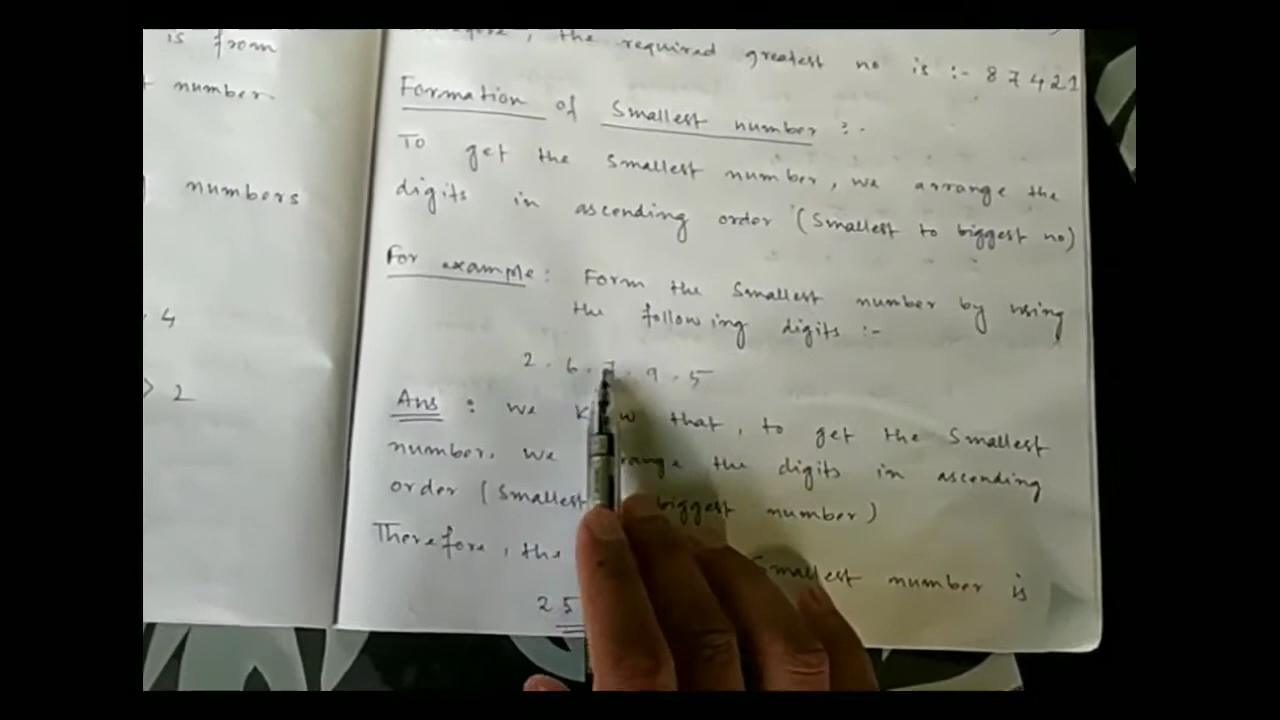 is from
number.
numbers
4
> 2
, the required greatest no is :- 87421
Formation of Smallest number :-
To get the smallest number, we arrange the
digits in ascending order (Smallest to biggest no)
For example : Form the Smallest number by using
the following digits :-
2 . 6 . 7 . 9 . 5
Ans : We that, to get the Smallest
number. we the digits in ascending
order (Smallest biggest number)
Therefore, the Smallest number is
25